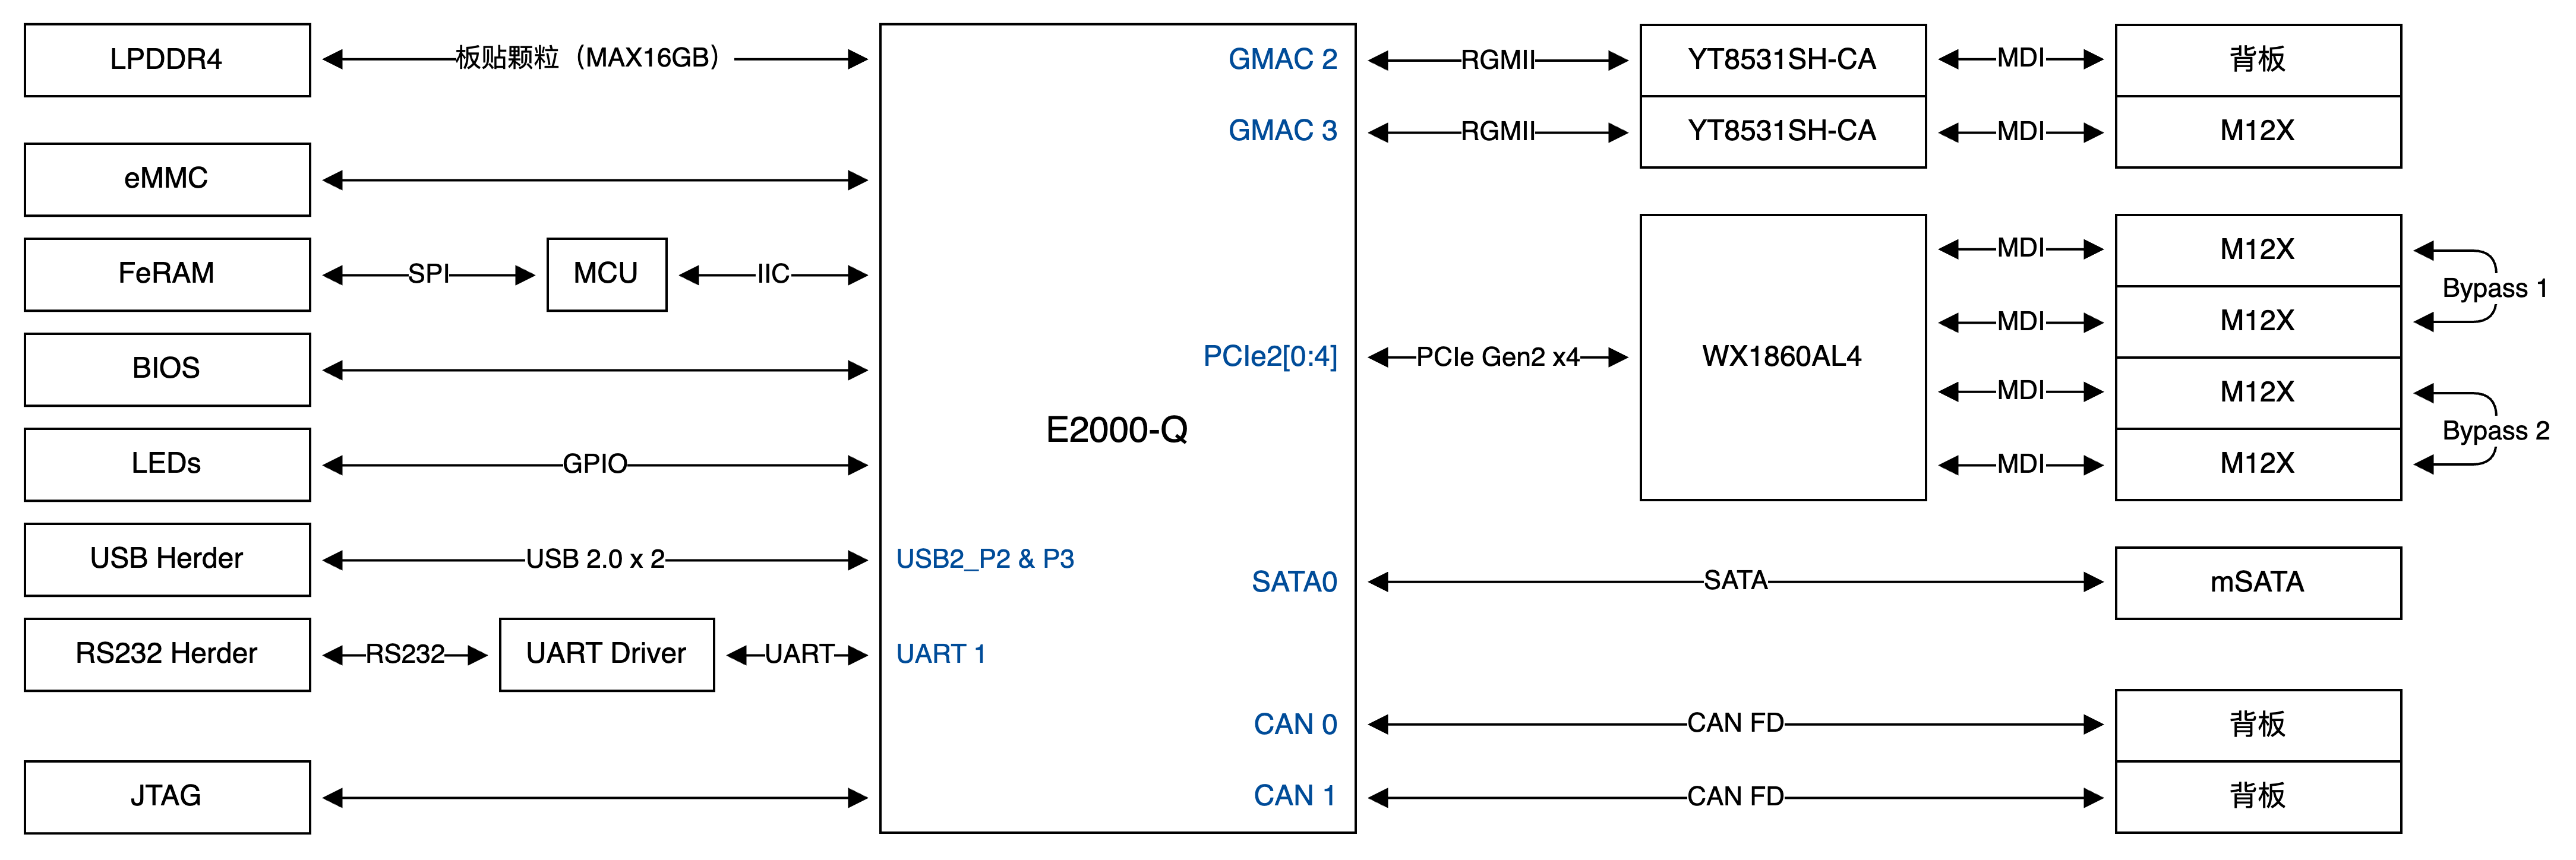 LPDDR4
板贴颗粒（MAX16GB）
GMAC 2
RGMII
YT8531SH-CA
MDI
背板
GMAC 3
RGMII
YT8531SH-CA
MDI
M12X
eMMC
FeRAM
SPI
MCU
IIC
MDI
M12X
Bypass 1
MDI
M12X
BIOS
PCIe2[0:4]
PCIe Gen2 x4
WX1860AL4
MDI
M12X
Bypass 2
E2000-Q
LEDs
GPIO
MDI
M12X
USB Herder
USB 2.0 x 2
USB2_P2 & P3
SATA0
SATA
mSATA
RS232 Herder
RS232
UART Driver
UART
UART 1
CAN 0
CAN FD
背板
JTAG
CAN 1
CAN FD
背板